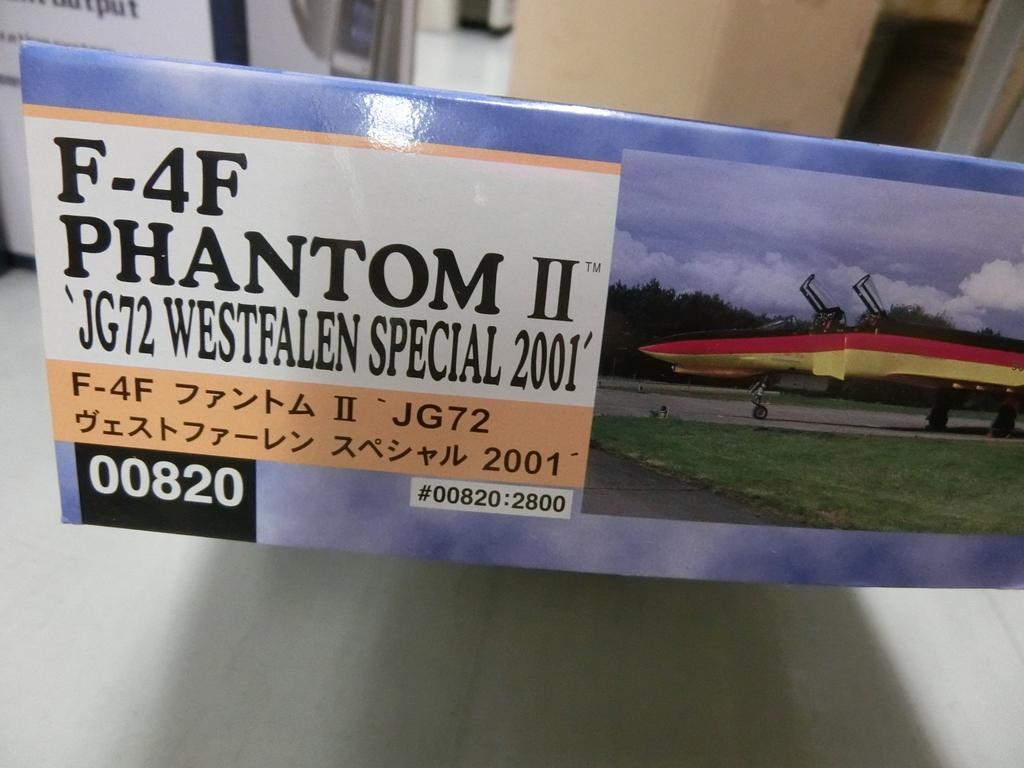 output
F-4F
PHANTOM II™
`JG72 WESTFALEN SPECIAL 2001´
F-4F ファントム II `JG72
ヴェストファーレン スペシャル 2001´
00820
#00820:2800